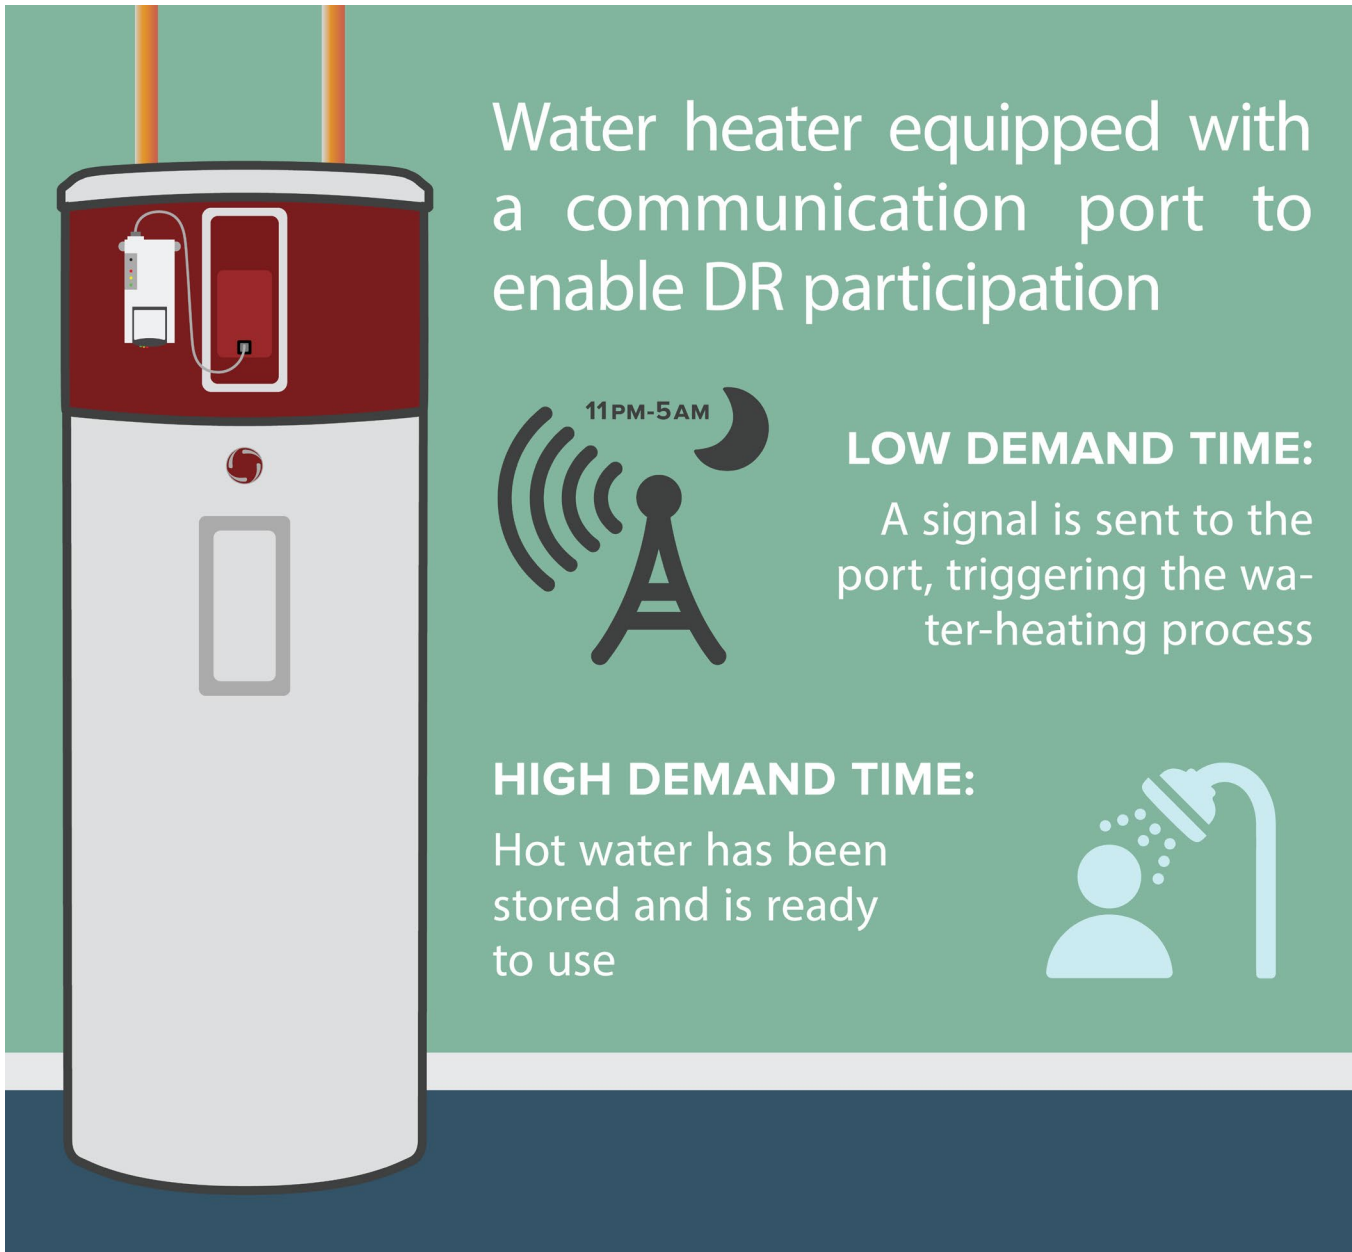 Water heater equipped with
a communication port to
enable DR participation
11PM-5AM
LOW DEMAND TIME:
A signal is sent to the
port, triggering the wa-
ter-heating process
HIGH DEMAND TIME:
Hot water has been
stored and is ready
to use